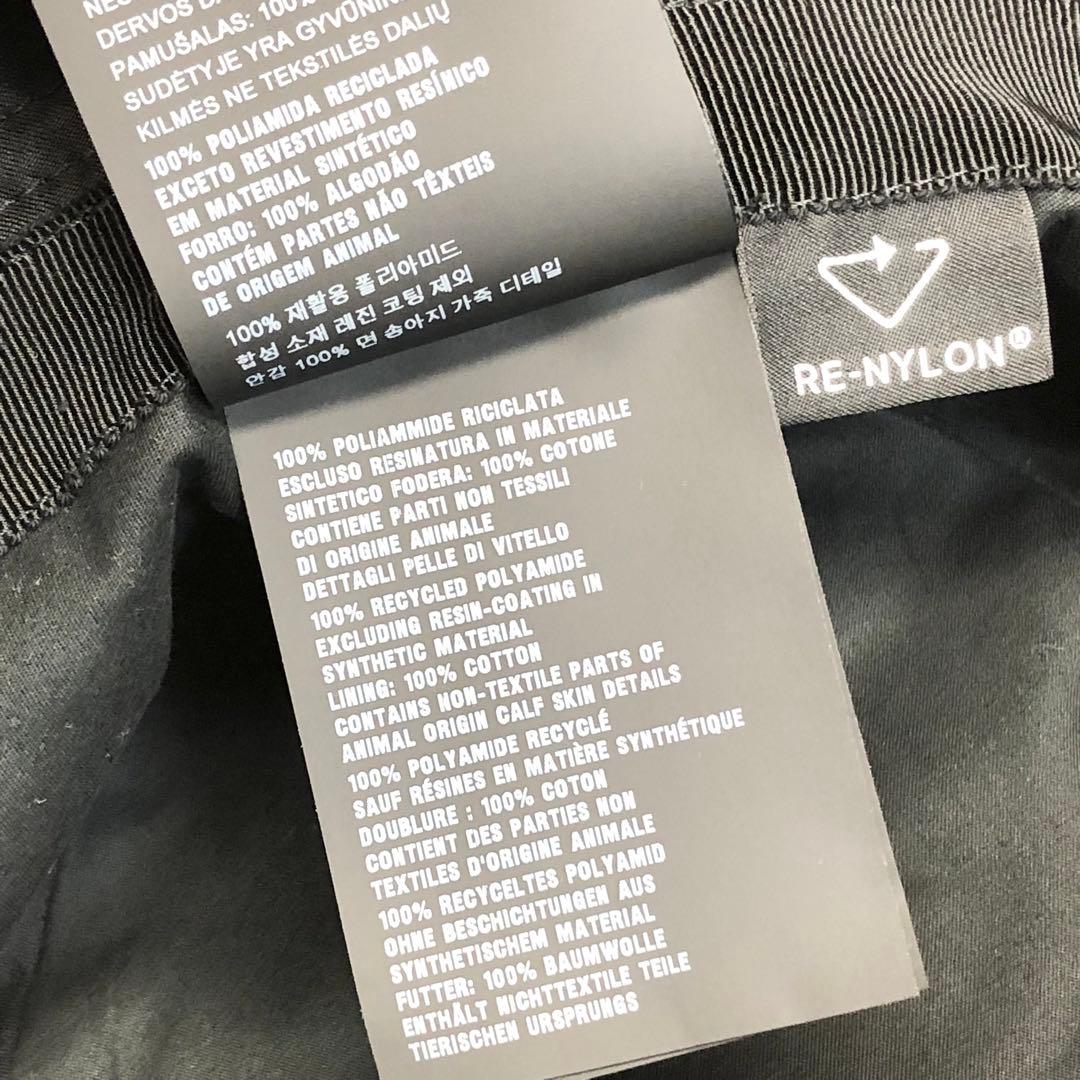 DERVOS D
PAMUŠALAS: 100%
SUDĖTYJE YRA GYVŪNIN
KILMĖS NE TEKSTILĖS DALIŲ
100% POLIAMIDA RECICLADA
EXCETO REVESTIMENTO RESÍNICO
EM MATERIAL SINTÉTICO
FORRO: 100% ALGODÃO
CONTÉM PARTES NÃO TÊXTEIS
DE ORIGEM ANIMAL
100% 재활용 폴리아미드
합성 소재 레진 코팅 제외
안감 100% 면 송아지 가죽 디테일
RE-NYLON®
100% POLIAMMIDE RICICLATA
ESCLUSO RESINATURA IN MATERIALE
SINTETICO FODERA: 100% COTONE
CONTIENE PARTI NON TESSILI
DI ORIGINE ANIMALE
DETTAGLI PELLE DI VITELLO
100% RECYCLED POLYAMIDE
EXCLUDING RESIN-COATING IN
SYNTHETIC MATERIAL
LINING: 100% COTTON
CONTAINS NON-TEXTILE PARTS OF
ANIMAL ORIGIN CALF SKIN DETAILS
100% POLYAMIDE RECYCLÉ
SAUF RÉSINES EN MATIÈRE SYNTHÉTIQUE
DOUBLURE : 100% COTON
CONTIENT DES PARTIES NON
TEXTILES D'ORIGINE ANIMALE
100% RECYCELTES POLYAMID
OHNE BESCHICHTUNGEN AUS
SYNTHETISCHEM MATERIAL
FUTTER: 100% BAUMWOLLE
ENTHÄLT NICHTTEXTILE TEILE
TIERISCHEN URSPRUNGS